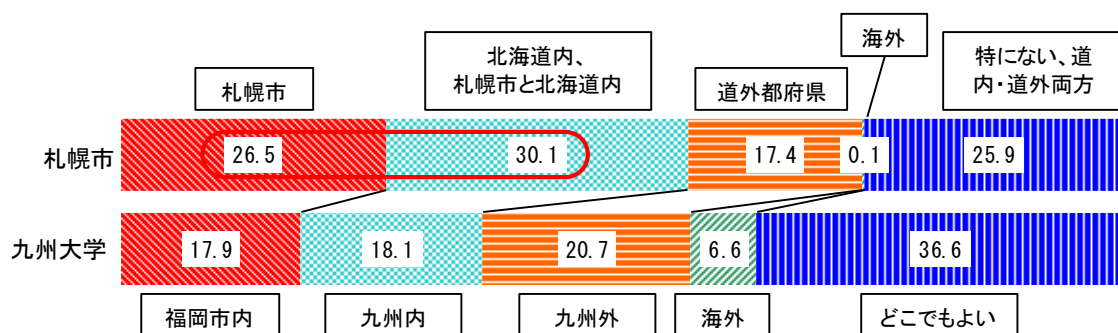 海外
北海道内、
札幌市と北海道内
特にない、道
内・道外両方
札幌市
道外都府県
札幌市
26.5
30.1
17.4
0.1
25.9
九州大学
17.9
18.1
20.7
6.6
36.6
福岡市内
九州内
九州外
海外
どこでもよい